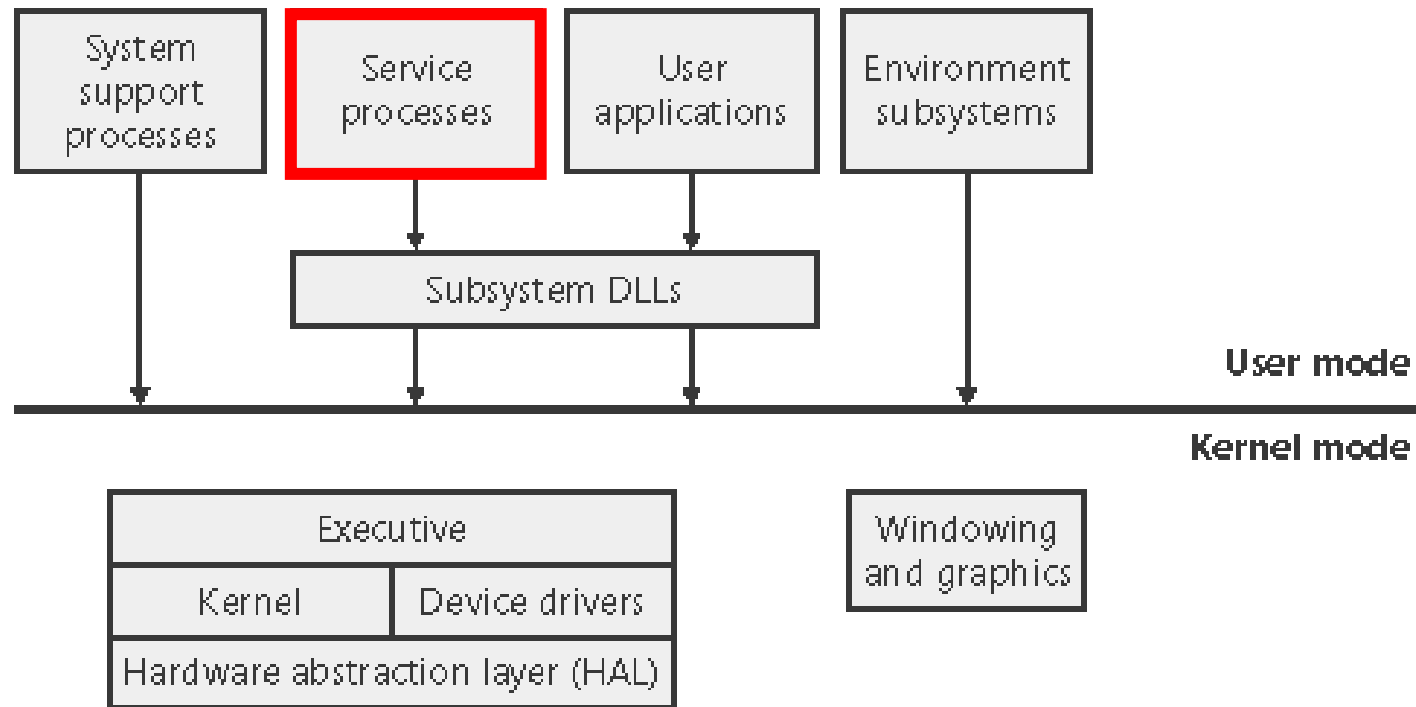 System
support
processes
Service
processes
User
applications
Environment
subsystems
Subsystem DLLs
User mode
Kernel mode
Executive
Kernel
Device drivers
Hardware abstraction layer (HAL)
Windowing
and graphics